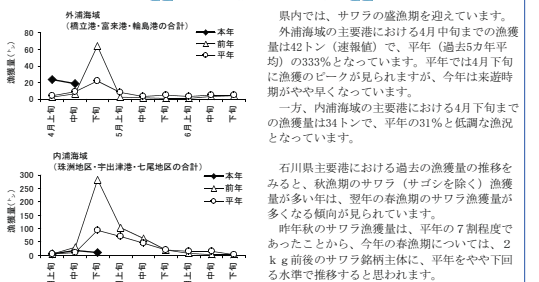 外浦海域
(橋立港・富来港・輪島港の合計)
漁獲量(㌧)
80
60
40
20
0
本年
前年
平年
4月上旬
中旬
下旬
5月上旬
中旬
下旬
6月上旬
中旬
下旬
内浦海域
(珠洲地区・宇出津港・七尾地区の合計)
漁獲量(㌧)
300
250
200
150
100
50
0
本年
前年
平年
月上旬
中旬
下旬
月上旬
中旬
下旬
月上旬
中旬
下旬
県内では、サワラの盛漁期を迎えています。
外浦海域の主要港における4月中旬までの漁獲
量は42トン（速報値）で、平年（過去5カ年平
均）の333％となっています。平年では4月下旬
に漁獲のピークが見られますが、今年は来遊時
期がやや早くなっています。
一方、内浦海域の主要港における4月下旬まで
の漁獲量は34トンで、平年の31％と低調な漁況
となっています。
石川県主要港における過去の漁獲量の推移を
みると、秋漁期のサワラ（サゴシを除く）漁獲
量が多い年は、翌年の春漁期のサワラ漁獲量が
多くなる傾向が見られています。
昨年秋のサワラ漁獲量は、平年の７割程度で
あったことから、今年の春漁期については、２
ｋｇ前後のサワラ銘柄主体に、平年をやや下回
る水準で推移すると思われます。